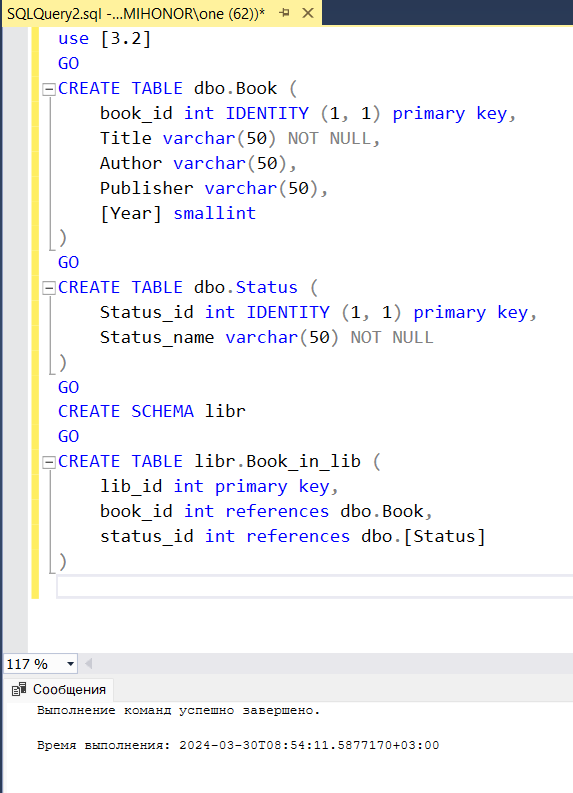 SQLQuery2.sql -...MIHONOR\one (62))*
use [3.2]
GO
CREATE TABLE dbo.Book (
    book_id int IDENTITY (1, 1) primary key,
    Title varchar(50) NOT NULL,
    Author varchar(50),
    Publisher varchar(50),
    [Year] smallint
)
GO
CREATE TABLE dbo.Status (
    Status_id int IDENTITY (1, 1) primary key,
    Status_name varchar(50) NOT NULL
)
GO
CREATE SCHEMA libr
GO
CREATE TABLE libr.Book_in_lib (
    lib_id int primary key,
    book_id int references dbo.Book,
    status_id int references dbo.[Status]
)
117 %
Сообщения
Выполнение команд успешно завершено.
Время выполнения: 2024-03-30T08:54:11.5877170+03:00